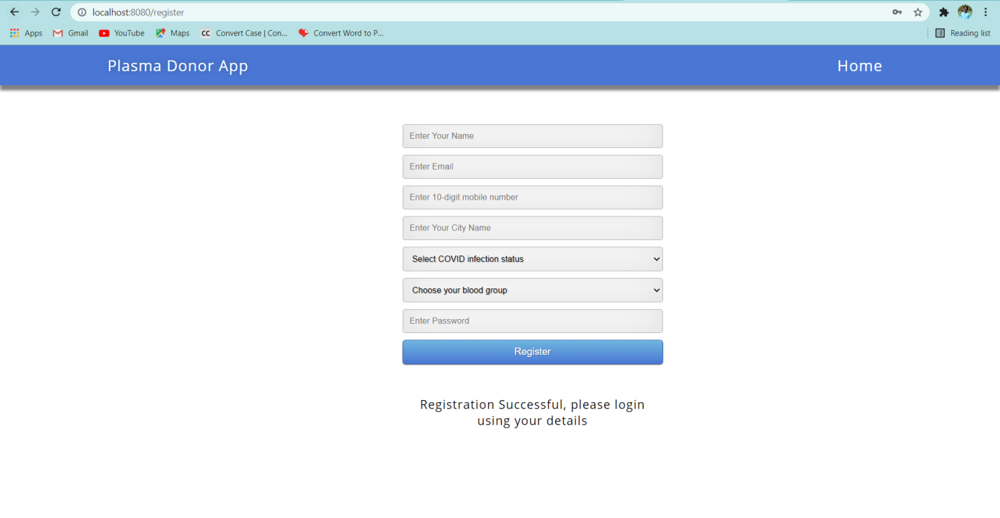 localhost:8080/register
Apps Gmail YouTube Maps CC Convert Case | Con... Convert Word to P... Reading list
Plasma Donor App Home
Enter Your Name
Enter Email
Enter 10-digit mobile number
Enter Your City Name
Select COVID infection status
Choose your blood group
Enter Password
Register
Registration Successful, please login
using your details